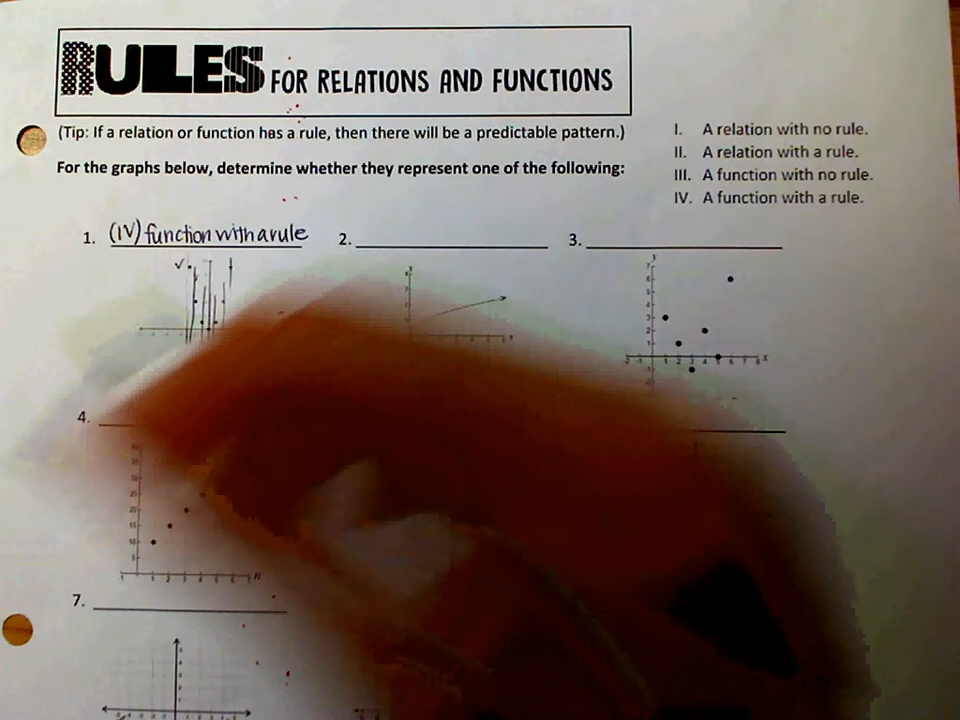 RULES FOR RELATIONS AND FUNCTIONS
(Tip: If a relation or function has a rule, then there will be a predictable pattern.)
For the graphs below, determine whether they represent one of the following:
I. A relation with no rule.
II. A relation with a rule.
III. A function with no rule.
IV. A function with a rule.
1. (IV) function with a rule
2.
3.
4.
7.